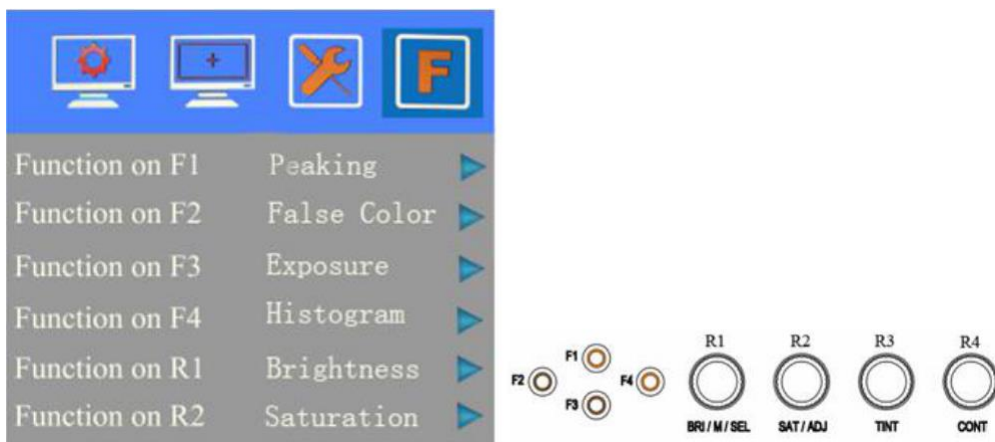 F
Function on F1 Peaking
Function on F2 False Color
Function on F3 Exposure
Function on F4 Histogram
Function on R1 Brightness
Function on R2 Saturation
F1
F2
F4
F3
R1 R2 R3 R4
BRI / M / SEL SAT / ADJ TINT CONT